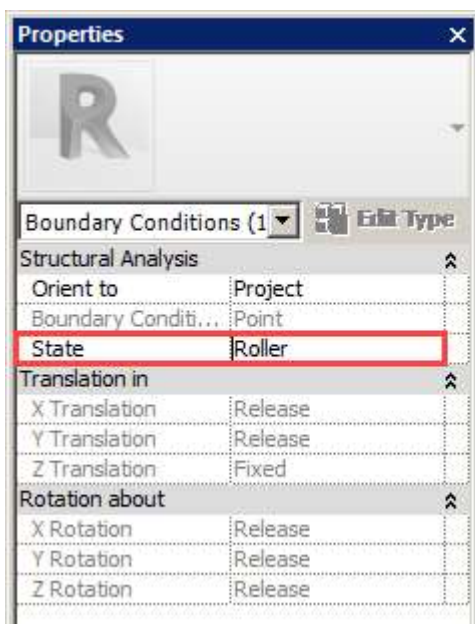 Properties
R
Boundary Conditions (1
Edit Type
Structural Analysis
Orient to Project
Boundary Conditi... Point
State Roller
Translation in
X Translation Release
Y Translation Release
Z Translation Fixed
Rotation about
X Rotation Release
Y Rotation Release
Z Rotation Release